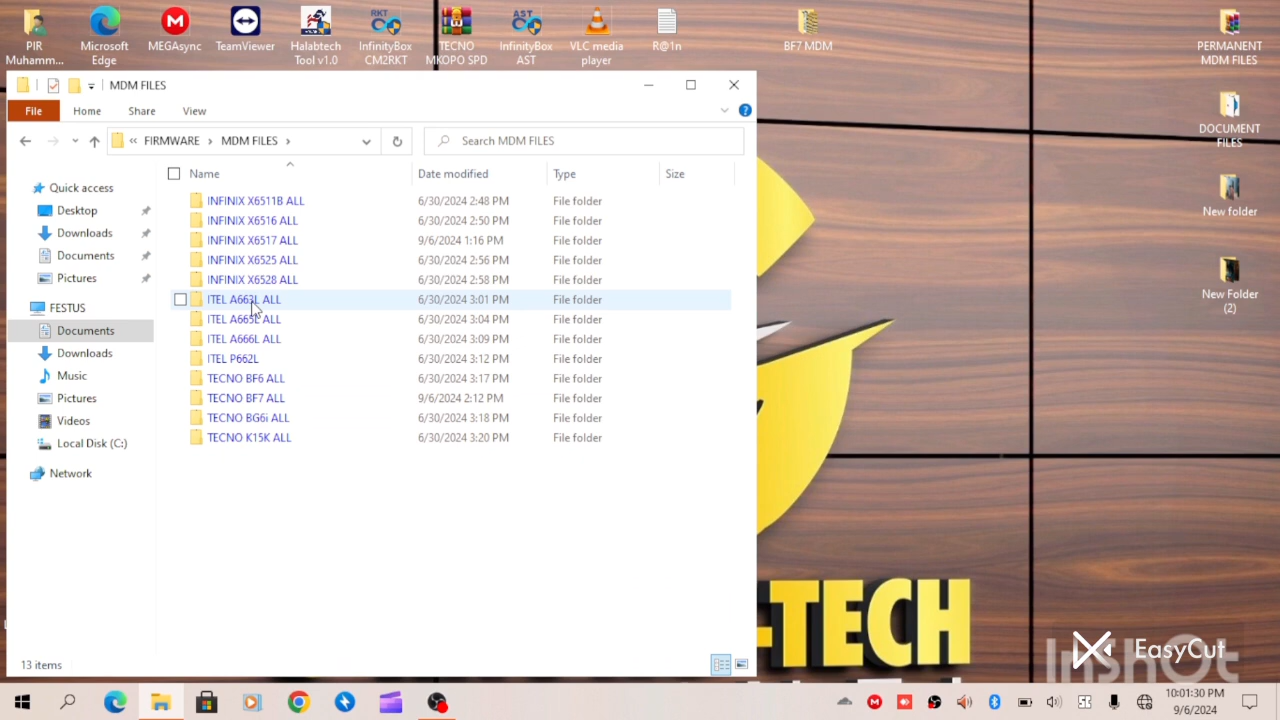 PIR
Muhamm...
Microsoft
Edge
MEGAsync
TeamViewer
Halabtech
Tool v1.0
RKT
InfinityBox
CM2RKT
TECNO
MKOPO SPD
AST
InfinityBox
AST
VLC media
player
R@1n
BF7 MDM
PERMANENT
MDM FILES
DOCUMENT
FILES
New folder
New Folder
(2)
MDM FILES
File Home Share View
« FIRMWARE › MDM FILES ›
Search MDM FILES
Name Date modified Type Size
INFINIX X6511B ALL 6/30/2024 2:48 PM File folder
INFINIX X6516 ALL 6/30/2024 2:50 PM File folder
INFINIX X6517 ALL 9/6/2024 1:16 PM File folder
INFINIX X6525 ALL 6/30/2024 2:56 PM File folder
INFINIX X6528 ALL 6/30/2024 2:58 PM File folder
ITEL A663L ALL 6/30/2024 3:01 PM File folder
ITEL A665L ALL 6/30/2024 3:04 PM File folder
ITEL A666L ALL 6/30/2024 3:09 PM File folder
ITEL P662L 6/30/2024 3:12 PM File folder
TECNO BF6 ALL 6/30/2024 3:17 PM File folder
TECNO BF7 ALL 9/6/2024 2:12 PM File folder
TECNO BG6i ALL 6/30/2024 3:18 PM File folder
TECNO K15K ALL 6/30/2024 3:20 PM File folder
Quick access
Desktop
Downloads
Documents
Pictures
FESTUS
Documents
Downloads
Music
Pictures
Videos
Local Disk (C:)
Network
13 items
-TECH
InShOt
EasyCut
10:01:30 PM
9/6/2024